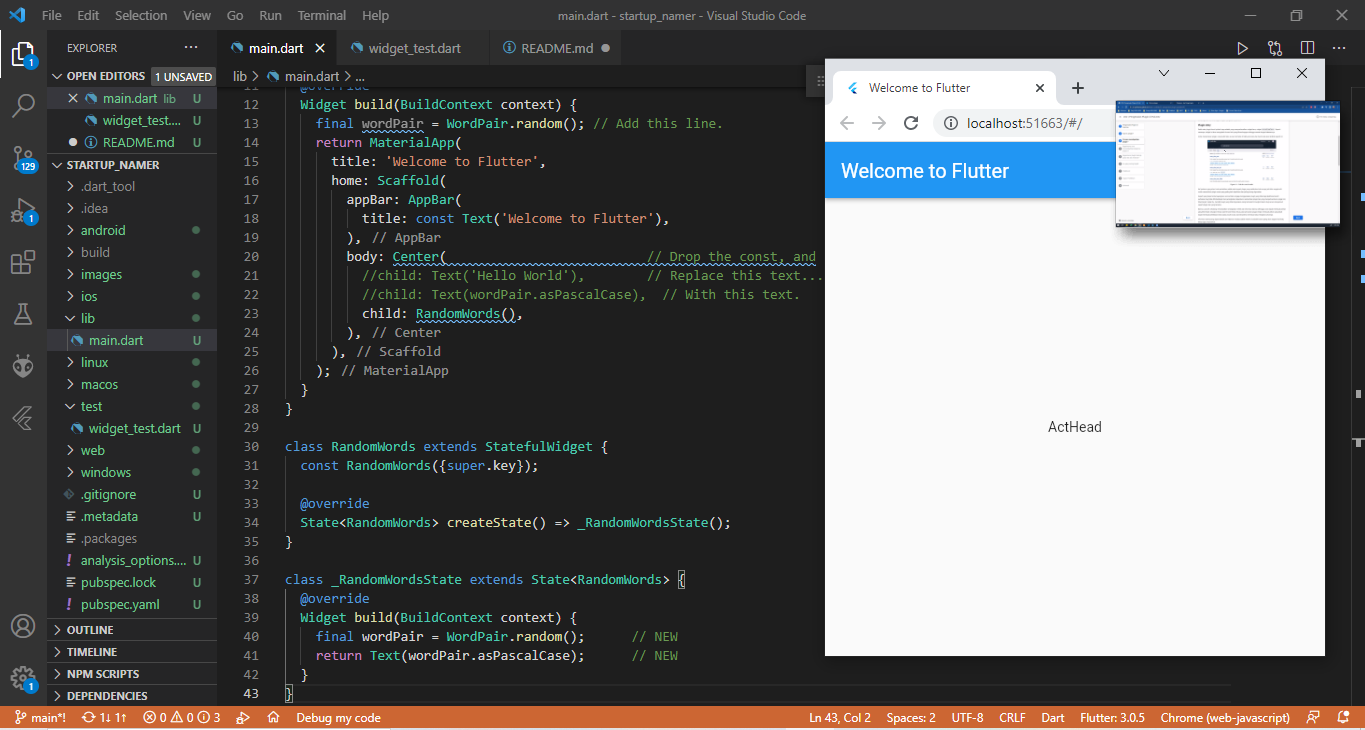 File Edit Selection View Go Run Terminal Help
main.dart - startup_namer - Visual Studio Code
EXPLORER
OPEN EDITORS 1 UNSAVED
main.dart lib U
widget_test.... U
README.md U
STARTUP_NAMER
.dart_tool
.idea
android
build
images
ios
lib
main.dart U
linux
macos
test
widget_test.dart U
web
windows
.gitignore U
.metadata U
.packages
analysis_options.... U
pubspec.lock U
pubspec.yaml U
OUTLINE
TIMELINE
NPM SCRIPTS
DEPENDENCIES
1
129
1
1
main.dart
widget_test.dart
README.md
lib > main.dart > ...
11 @override
12 Widget build(BuildContext context) {
13 final wordPair = WordPair.random(); // Add this line.
14 return MaterialApp(
15 title: 'Welcome to Flutter',
16 home: Scaffold(
17 appBar: AppBar(
18 title: const Text('Welcome to Flutter'),
19 ), // AppBar
20 body: Center( // Drop the const, and
21 //child: Text('Hello World'), // Replace this text...
22 //child: Text(wordPair.asPascalCase), // With this text.
23 child: RandomWords(),
24 ), // Center
25 ), // Scaffold
26 ); // MaterialApp
27 }
28 }
29
30 class RandomWords extends StatefulWidget {
31 const RandomWords({super.key});
32
33 @override
34 State<RandomWords> createState() => _RandomWordsState();
35 }
36
37 class _RandomWordsState extends State<RandomWords> {
38 @override
39 Widget build(BuildContext context) {
40 final wordPair = WordPair.random(); // NEW
41 return Text(wordPair.asPascalCase); // NEW
42 }
43 }
Welcome to Flutter
localhost:51663/#/
Welcome to Flutter
ActHead
main*! 1↓ 1↑ 0 0 3 Debug my code
Ln 43, Col 2 Spaces: 2 UTF-8 CRLF Dart Flutter: 3.0.5 Chrome (web-javascript)